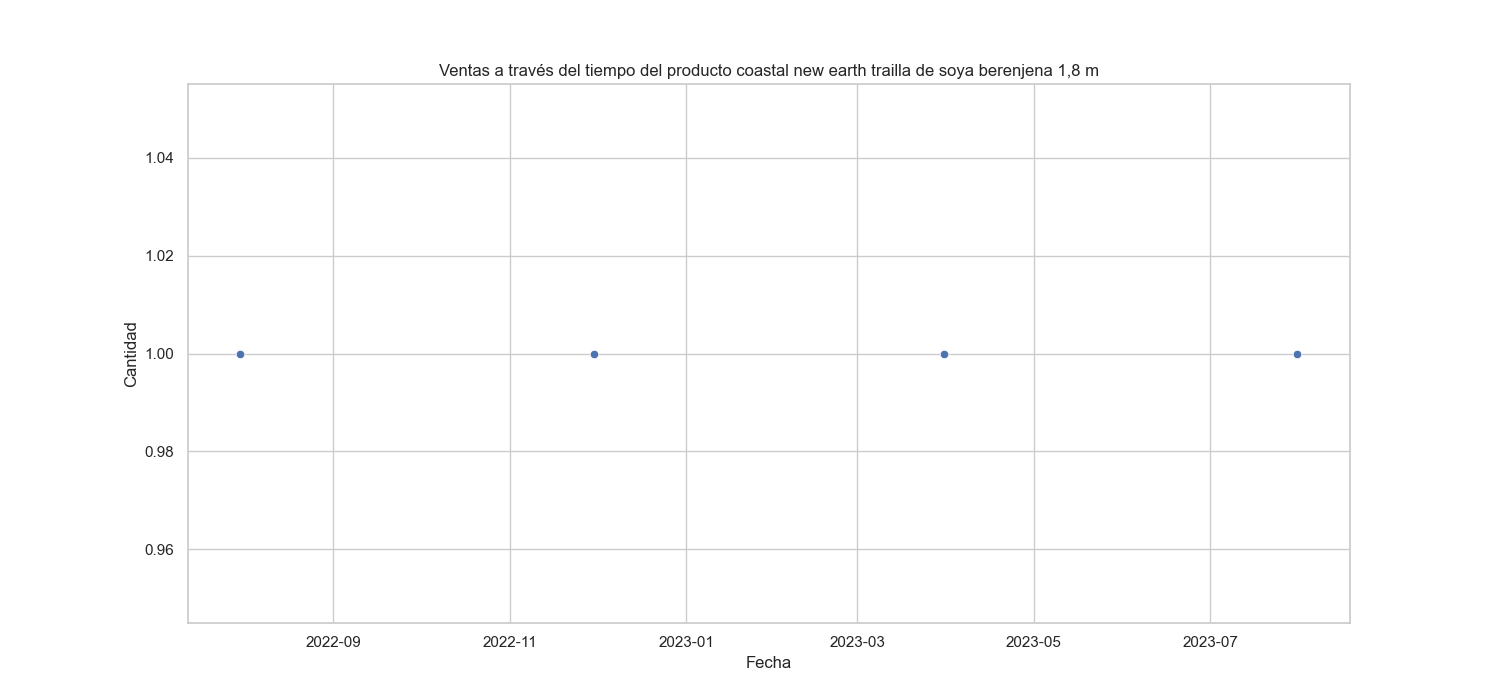 Ventas a través del tiempo del producto coastal new earth trailla de soya berenjena 1,8 m
1.04
1.02
1.00
0.98
0.96
Cantidad
2022-09 2022-11 2023-01 2023-03 2023-05 2023-07
Fecha